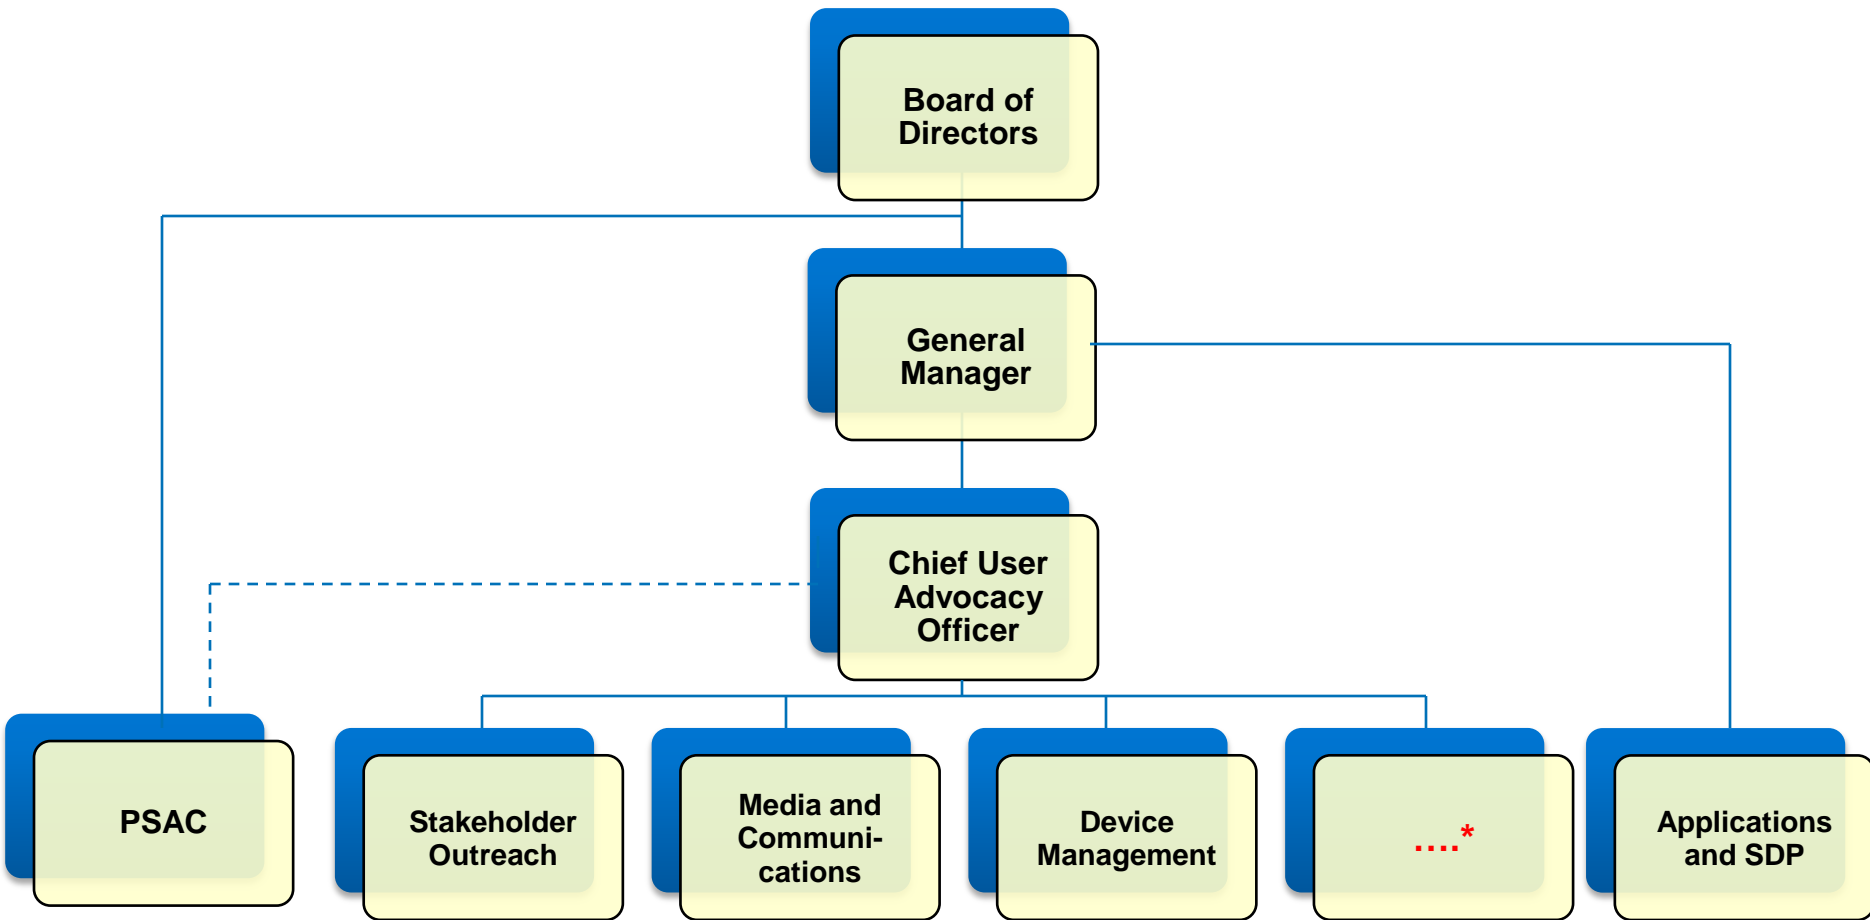 Board of
Directors
General
Manager
Chief User
Advocacy
Officer
PSAC
Stakeholder
Outreach
Media and
Communi-
cations
Device
Management
....*
Applications
and SDP